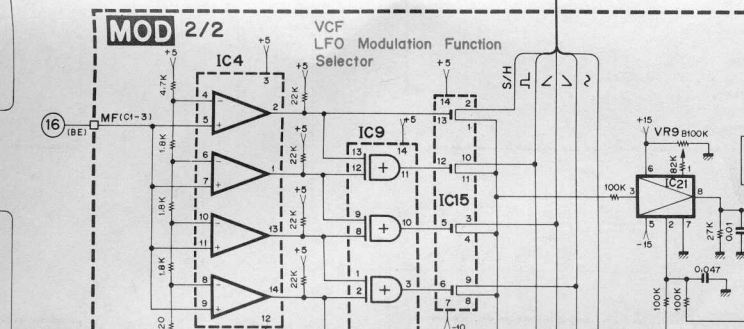 MOD 2/2
VCF
LFO Modulation Function
Selector
16
(BE)
MF(C1-3)
+5
4.7K
1.8K
1.8K
1.8K
IC4
+5
3
4
5
2
6
7
1
10
11
13
8
9
14
12
+5
22K
+5
22K
+5
22K
+5
22K
IC9
+5
14
13
12
11
9
8
10
1
2
3
+5
14
13
2
1
12
10
11
IC15
5
3
4
6
9
8
7
-10
S/H
100K
+15
VR9 B100K
82K
6
1
IC21
3
8
5
2
7
-15
27K
0.01
0.047
100K
100K